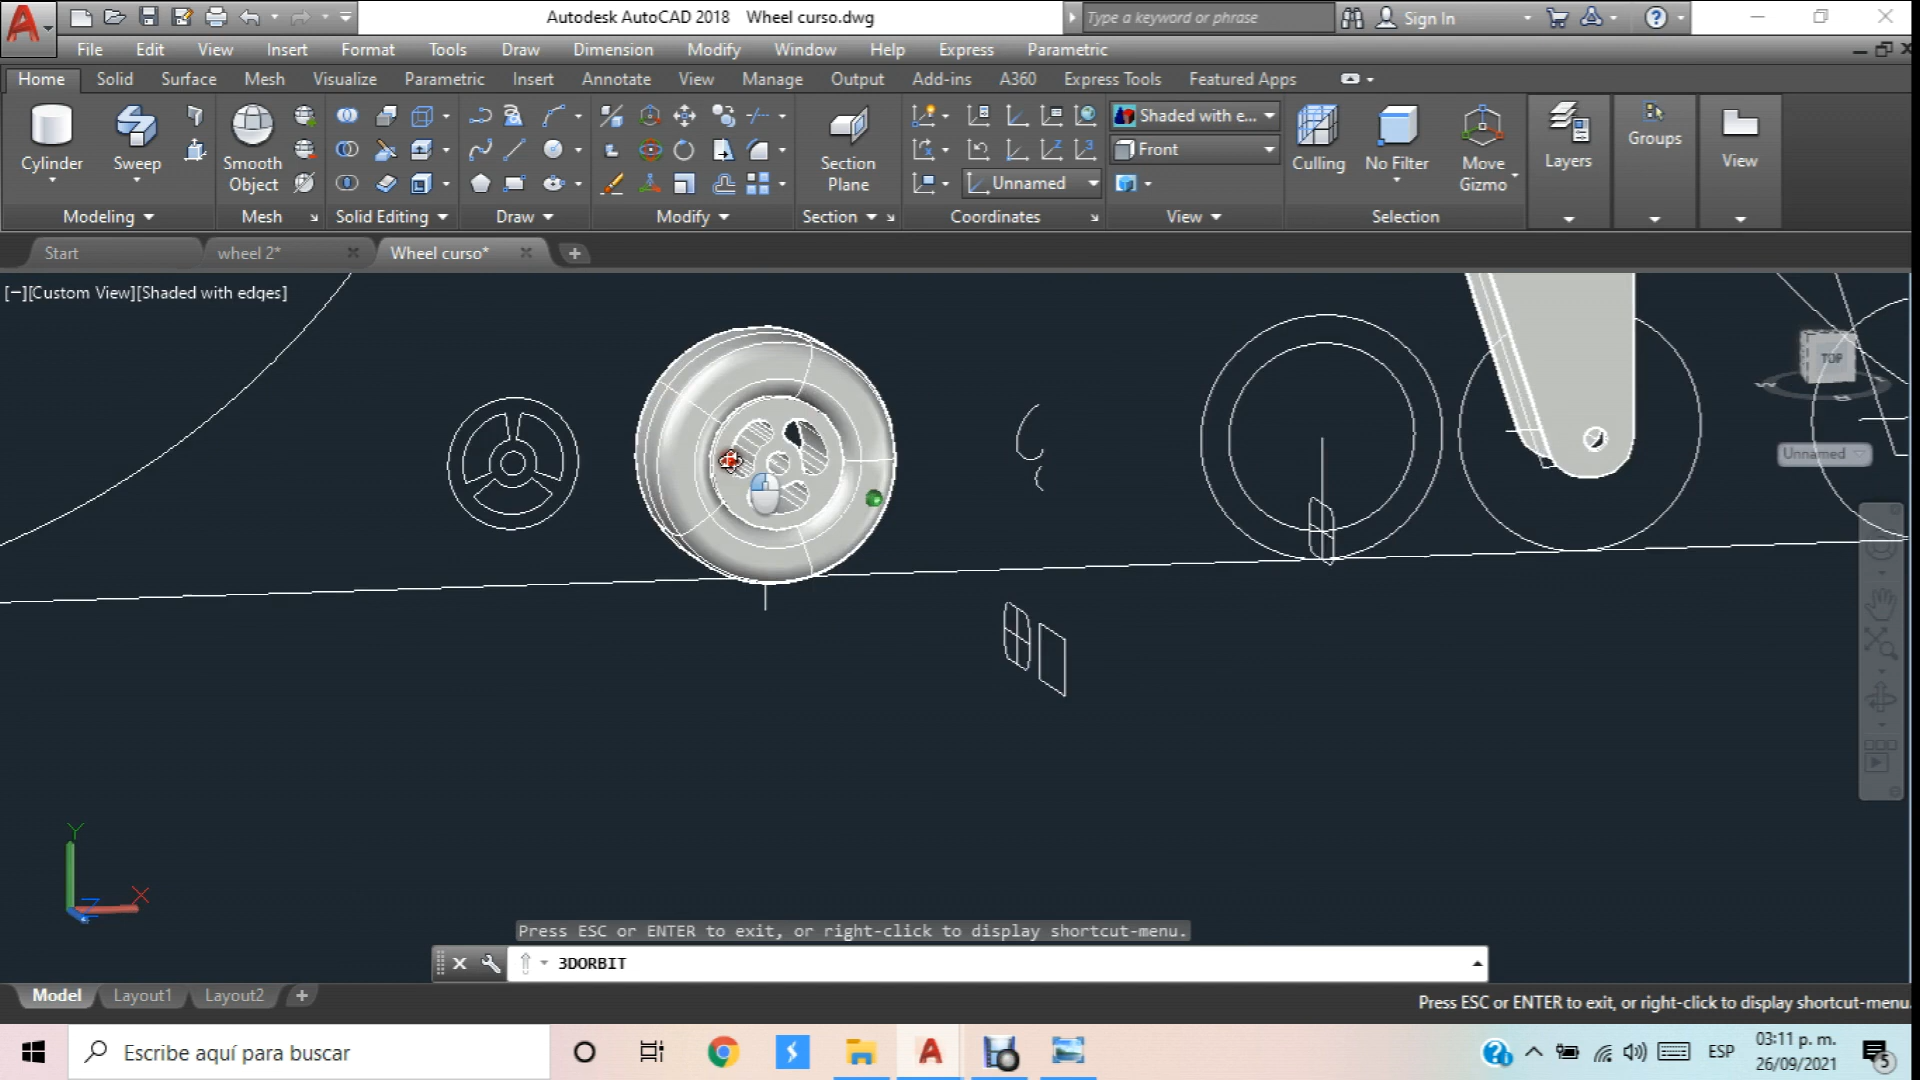 Autodesk AutoCAD 2018 Wheel curso.dwg
Type a keyword or phrase
Sign In
File Edit View Insert Format Tools Draw Dimension Modify Window Help Express Parametric
Home Solid Surface Mesh Visualize Parametric Insert Annotate View Manage Output Add-ins A360 Express Tools Featured Apps
Cylinder
Sweep
Smooth
Object
Section
Plane
Unnamed
Shaded with e...
Front
Culling
No Filter
Move
Gizmo
Layers
Groups
View
Modeling Mesh Solid Editing Draw Modify Section Coordinates View Selection
Start
wheel 2*
Wheel curso*
[−][Custom View][Shaded with edges]
TOP
W
Unnamed
Y
X
Z
Press ESC or ENTER to exit, or right-click to display shortcut-menu.
3DORBIT
Model Layout1 Layout2
Press ESC or ENTER to exit, or right-click to display shortcut-menu.
Escribe aquí para buscar
ESP
03:11 p. m.
26/09/2021
5